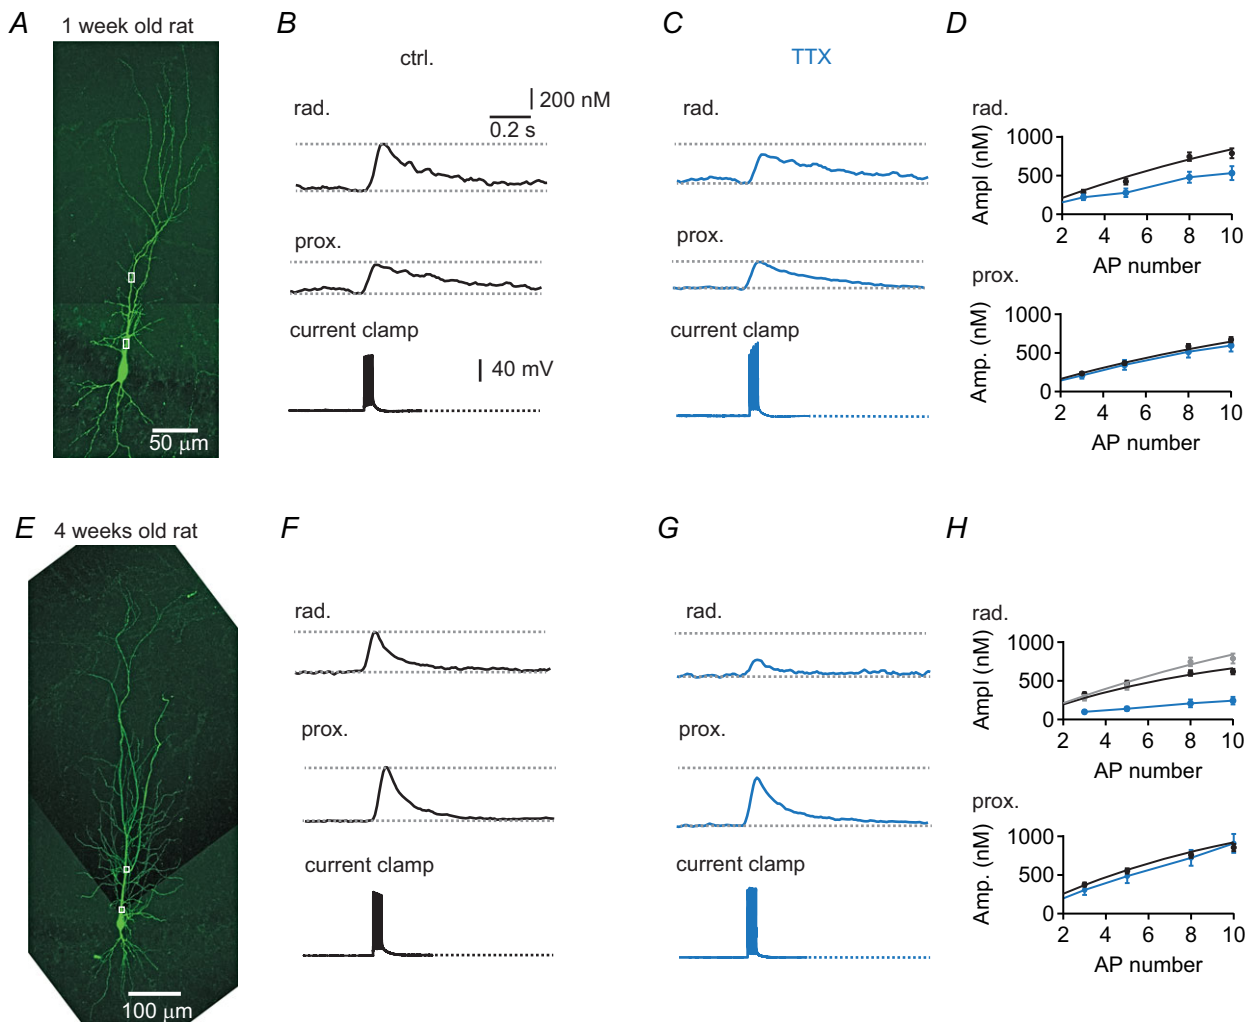 A 1 week old rat
50 μm
B
ctrl.
rad.
200 nM
0.2 s
prox.
current clamp
40 mV
C
TTX
rad.
prox.
current clamp
D
rad.
Ampl (nM)
1000
500
0
2 4 6 8 10
AP number
prox.
Amp. (nM)
1000
500
0
2 4 6 8 10
AP number
E 4 weeks old rat
100 μm
F
rad.
prox.
current clamp
G
rad.
prox.
current clamp
H
rad.
Ampl (nM)
1000
500
0
2 4 6 8 10
AP number
prox.
Amp. (nM)
1000
500
0
2 4 6 8 10
AP number